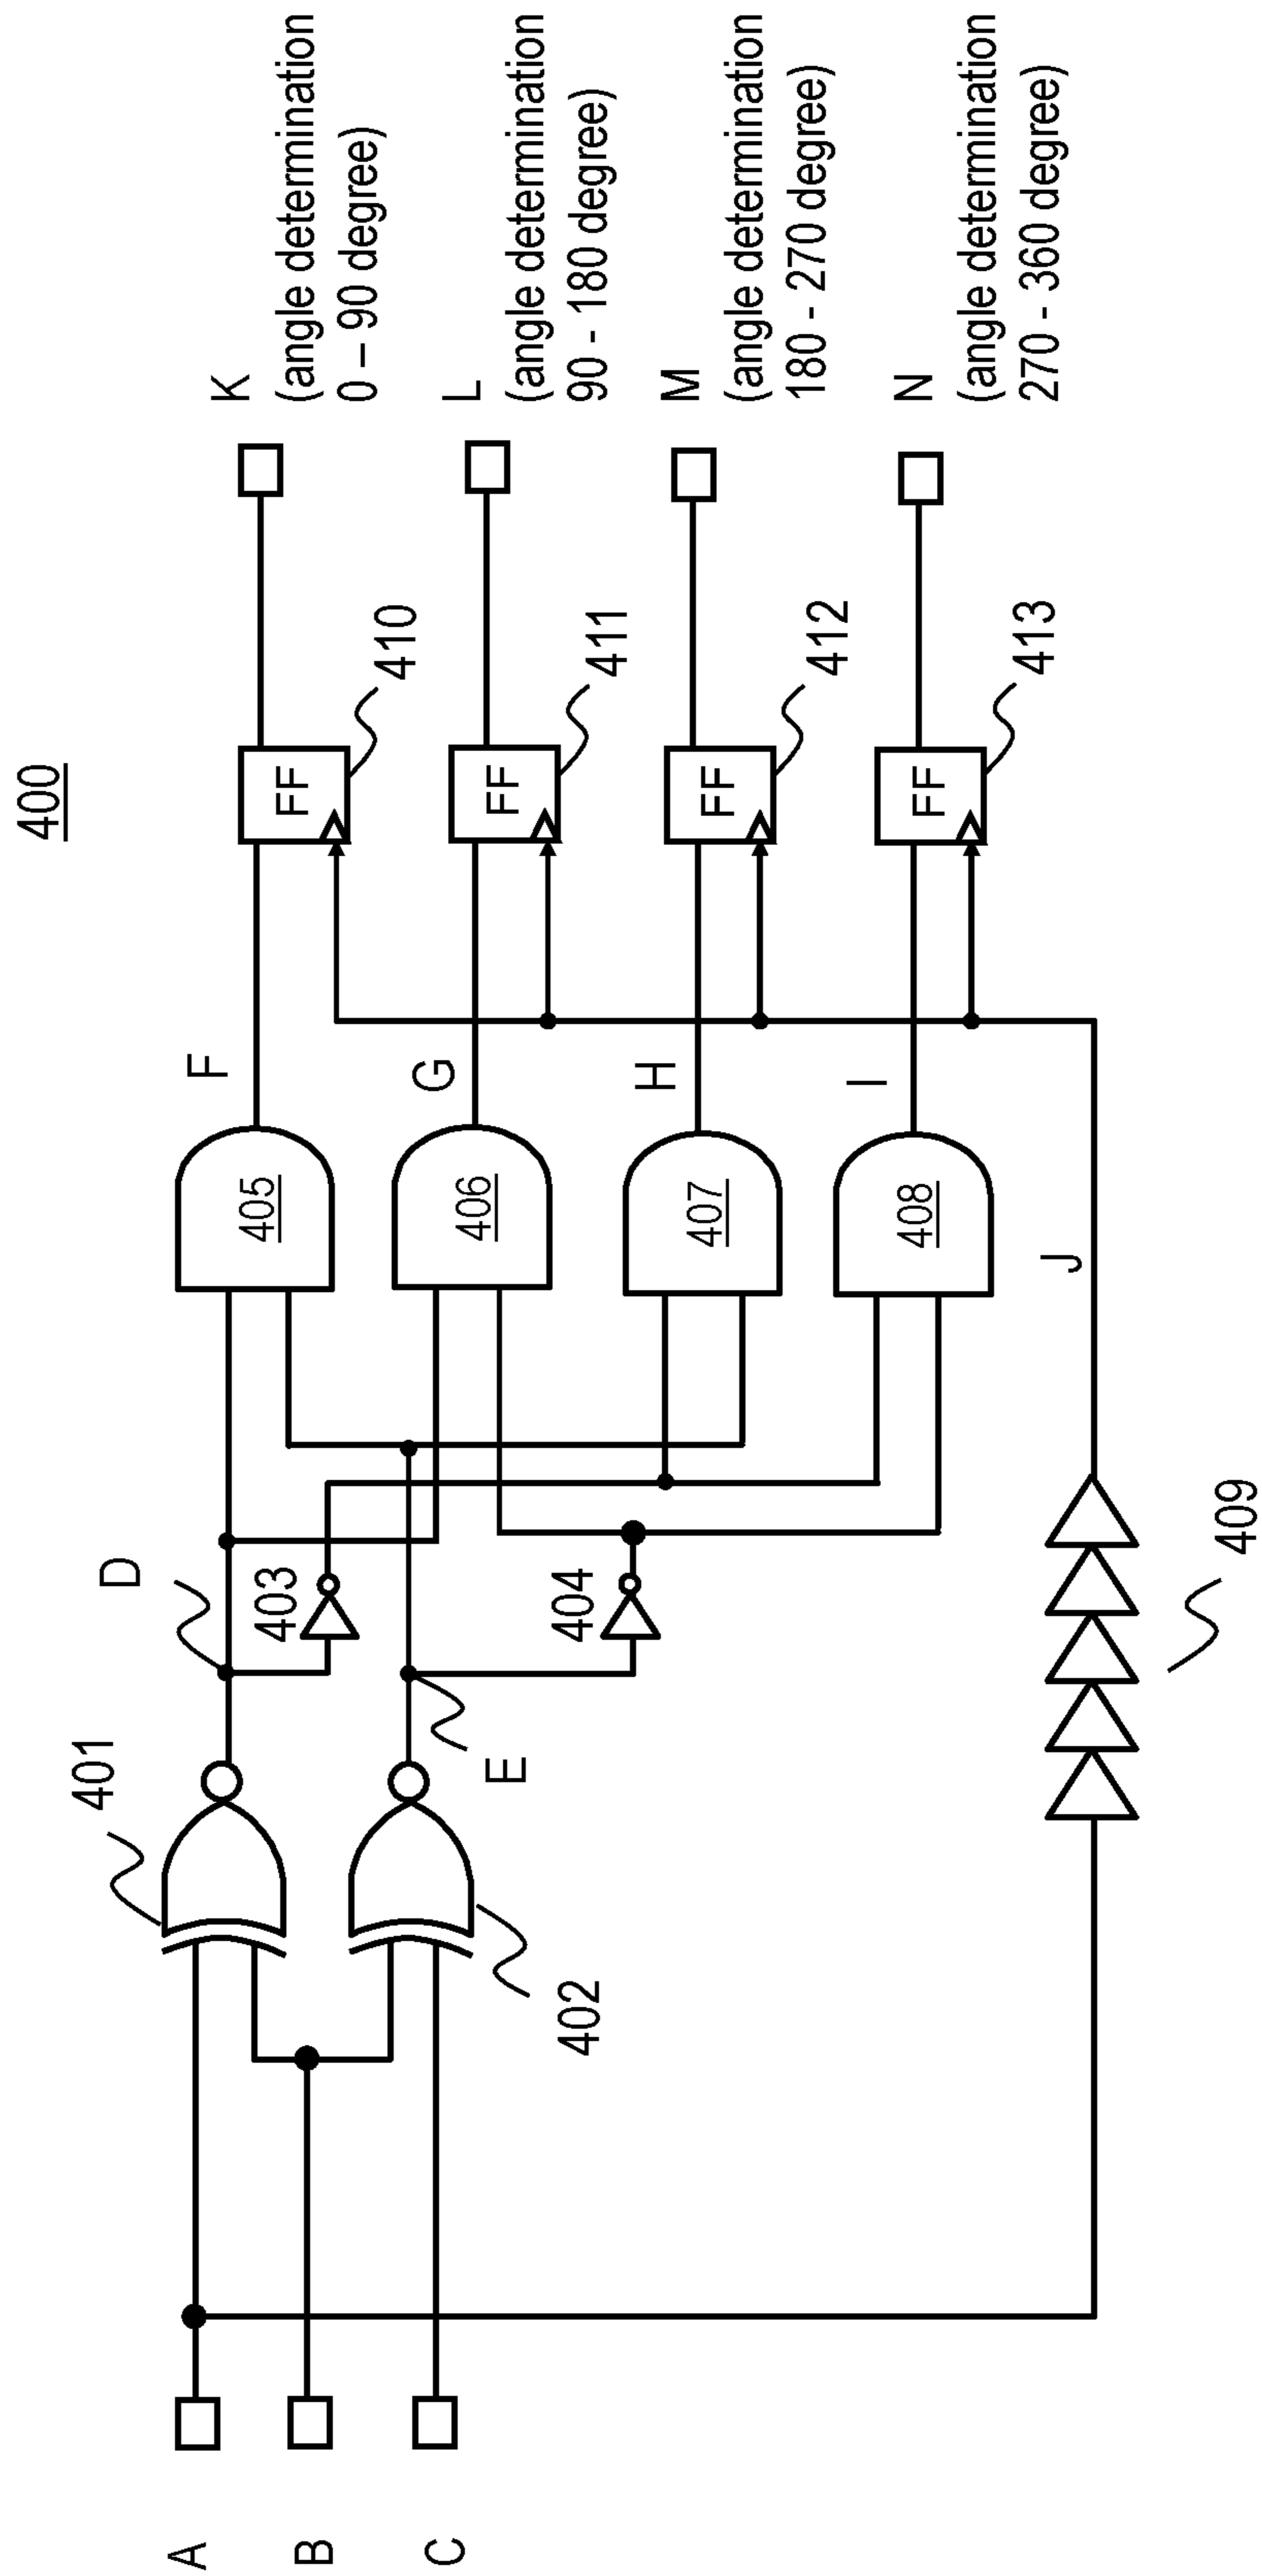 400
A
B
C
401
402
D
E
403
404
405
406
407
408
F
G
H
I
J
409
FF
FF
FF
FF
410
411
412
413
K
(angle determination
0 – 90 degree)
L
(angle determination
90 - 180 degree)
M
(angle determination
180 - 270 degree)
N
(angle determination
270 - 360 degree)